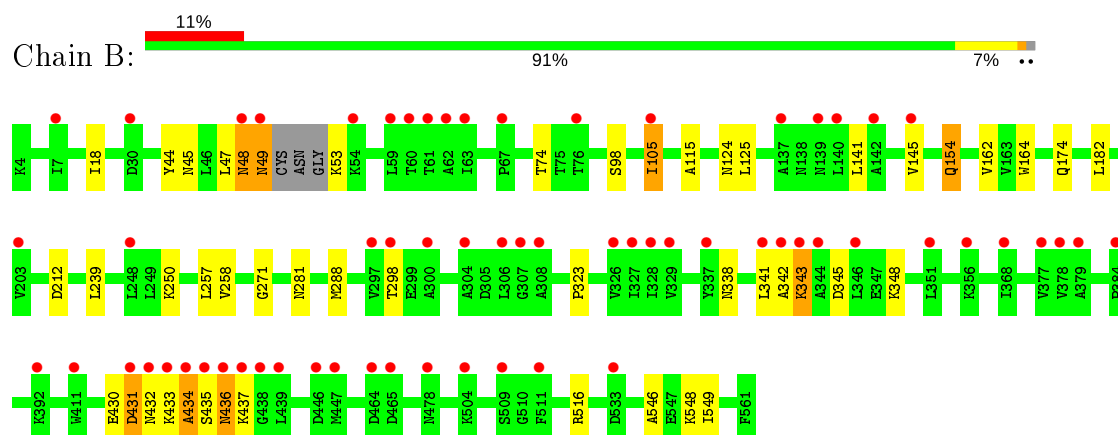 11%
Chain B:
91% 7%
K4 I7 D30 I18 Y44 N45 L46 L47 N48 N49 CYS ASN GLY K53 K54 L59 T60 T61 A62 I63 P67 T74 T75 T76 S98 I105 A115 N124 L125 A137 N138 N139 L140 L141 A142 V145 Q154 V162 V163 W164 Q174 L182
V203 D212 L239 L248 L249 K250 L257 V258 G271 N281 M288 V297 T298 E299 A300 A304 D305 L306 G307 A308 P323 V326 I327 I328 V329 Y337 N338 L341 A342 K343 A344 D345 L346 E347 K348 L351 K356 I368 V377 V378 A379
K392 W411 E430 D431 N432 K433 A434 S435 N436 K437 G438 L439 D446 M447 D464 D465 N478 K504 S509 G510 F511 R516 D533 A546 E547 K548 I549 F561